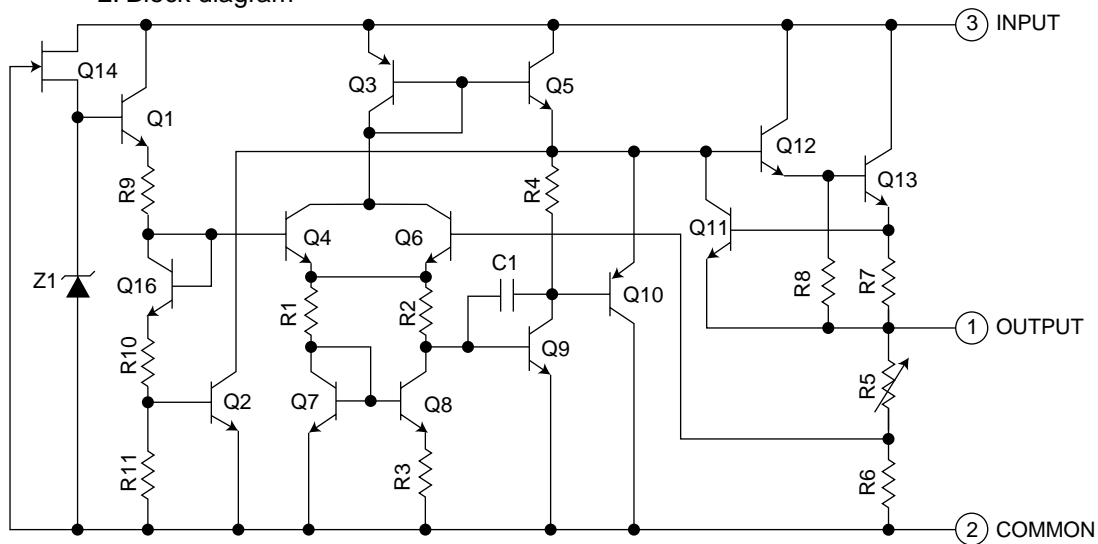 2. Block diagram
3 INPUT
Q14
Q3
Q5
Q1
Q12
Q13
R9
R4
Q11
Q4
Q6
Z1
Q16
C1
Q10
R8
R7
R1
R2
1 OUTPUT
R10
Q9
R5
Q2
Q7
Q8
R11
R3
R6
2 COMMON